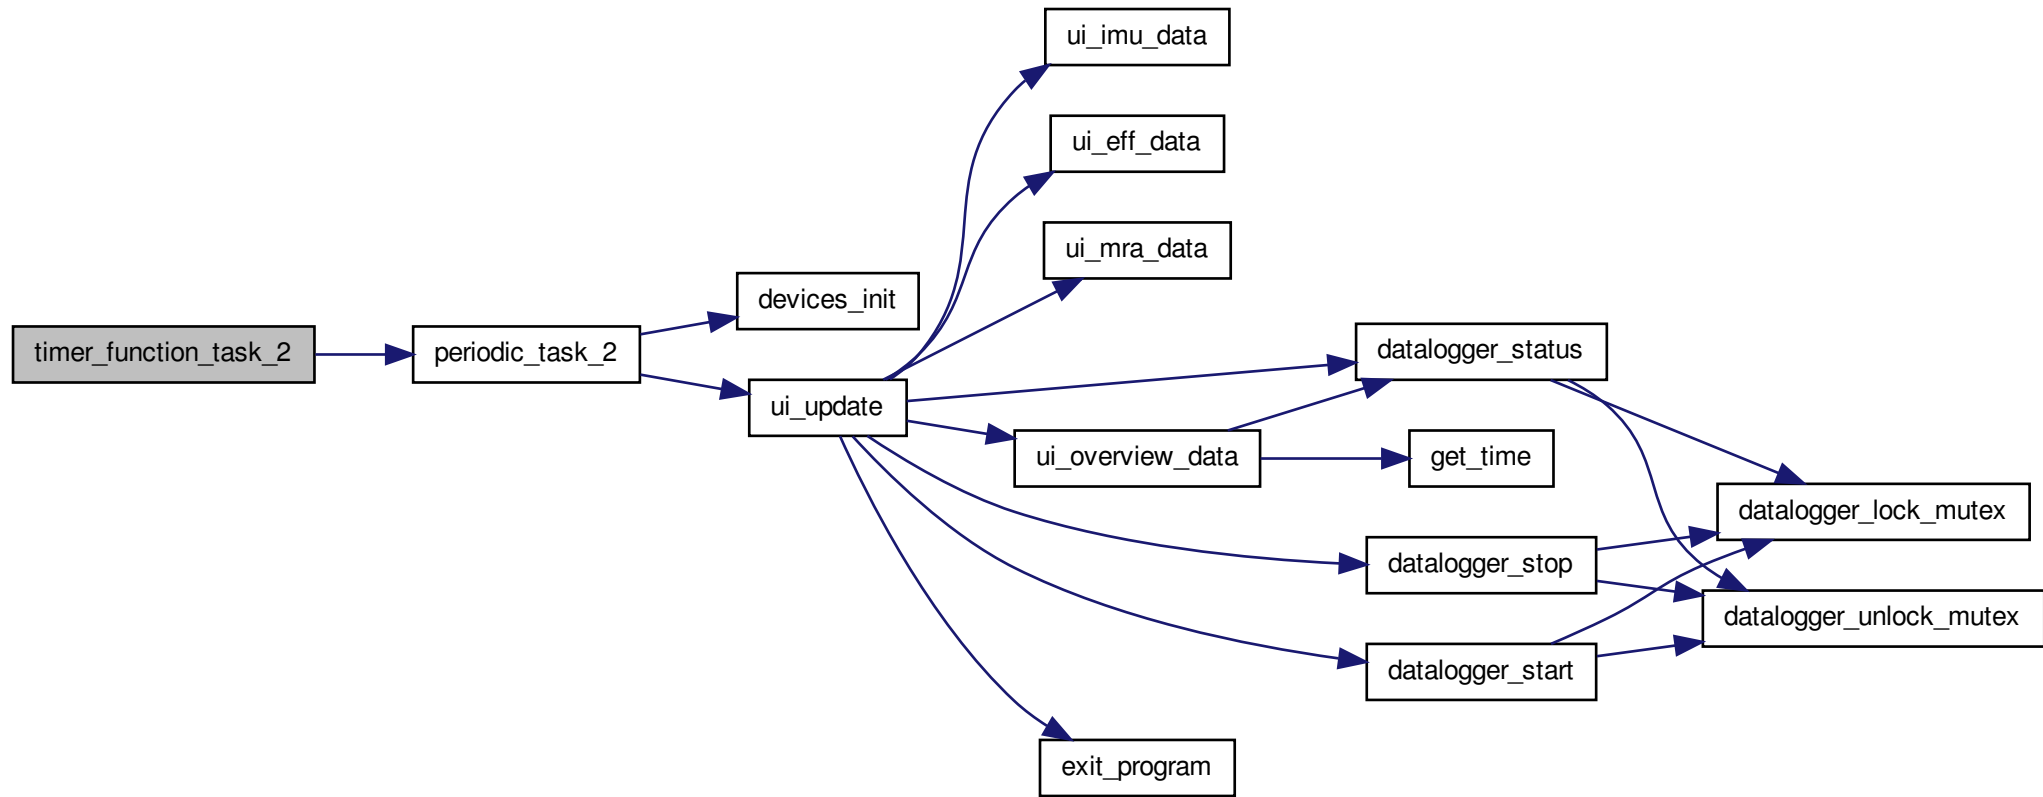 ui_imu_data
ui_eff_data
ui_mra_data
devices_init
timer_function_task_2
periodic_task_2
datalogger_status
ui_update
ui_overview_data
get_time
datalogger_lock_mutex
datalogger_stop
datalogger_unlock_mutex
datalogger_start
exit_program